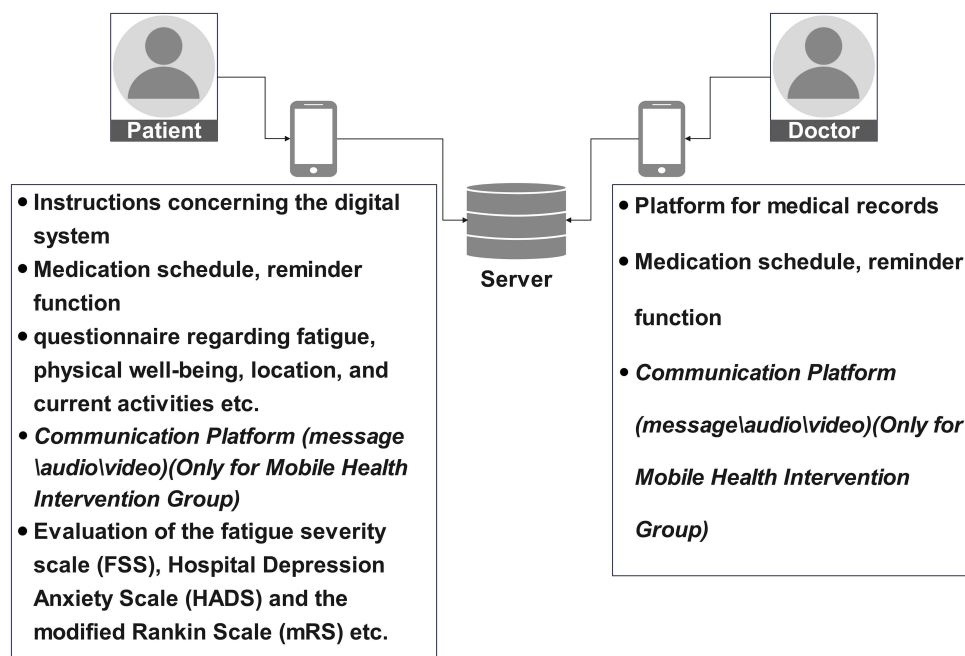 Patient
Doctor
• Instructions concerning the digital
system
• Medication schedule, reminder
function
• questionnaire regarding fatigue,
physical well-being, location, and
current activities etc.
• Communication Platform (message
\audio\video)(Only for Mobile Health
Intervention Group)
• Evaluation of the fatigue severity
scale (FSS), Hospital Depression
Anxiety Scale (HADS) and the
modified Rankin Scale (mRS) etc.
Server
• Platform for medical records
• Medication schedule, reminder
function
• Communication Platform
(message\audio\video)(Only for
Mobile Health Intervention
Group)